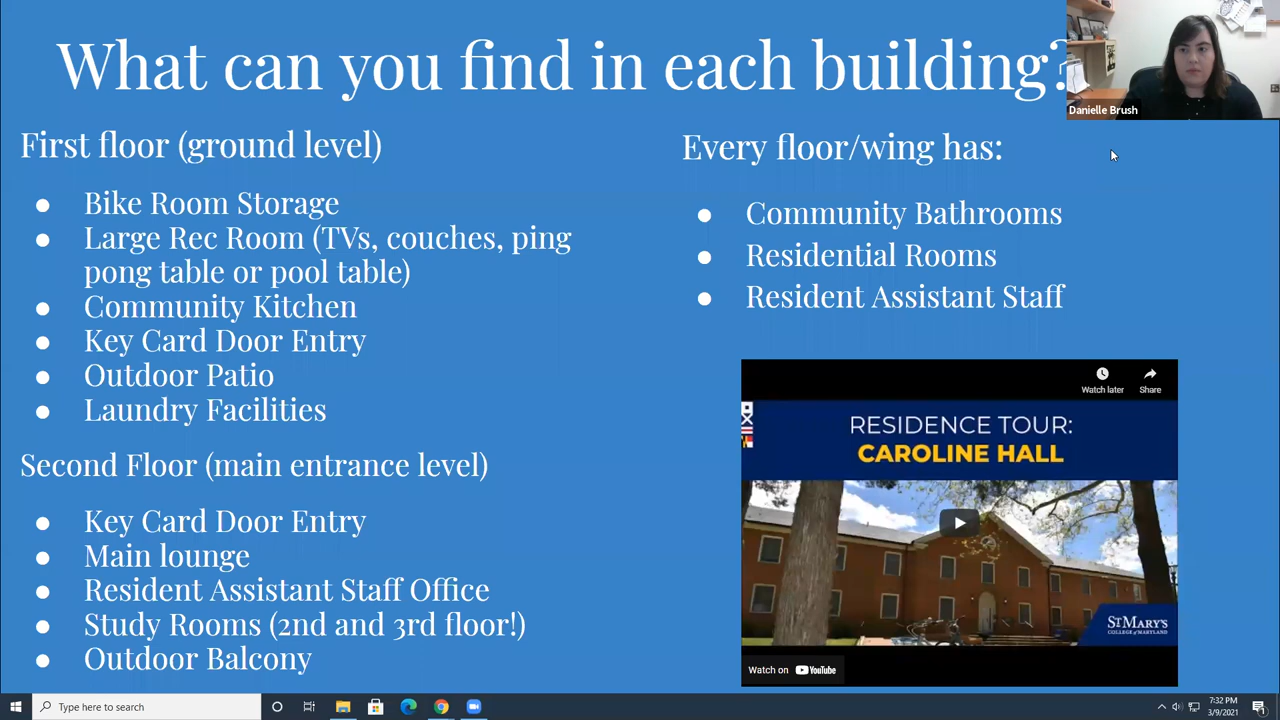 What can you find in each building?
Danielle Brush
First floor (ground level)
Bike Room Storage
Large Rec Room (TVs, couches, ping
pong table or pool table)
Community Kitchen
Key Card Door Entry
Outdoor Patio
Laundry Facilities
Second Floor (main entrance level)
Key Card Door Entry
Main lounge
Resident Assistant Staff Office
Study Rooms (2nd and 3rd floor!)
Outdoor Balcony
Every floor/wing has:
Community Bathrooms
Residential Rooms
Resident Assistant Staff
Watch later
Share
RESIDENCE TOUR:
CAROLINE HALL
ST MARY'S
COLLEGE of MARYLAND
Watch on YouTube
Type here to search
7:32 PM
3/9/2021
1